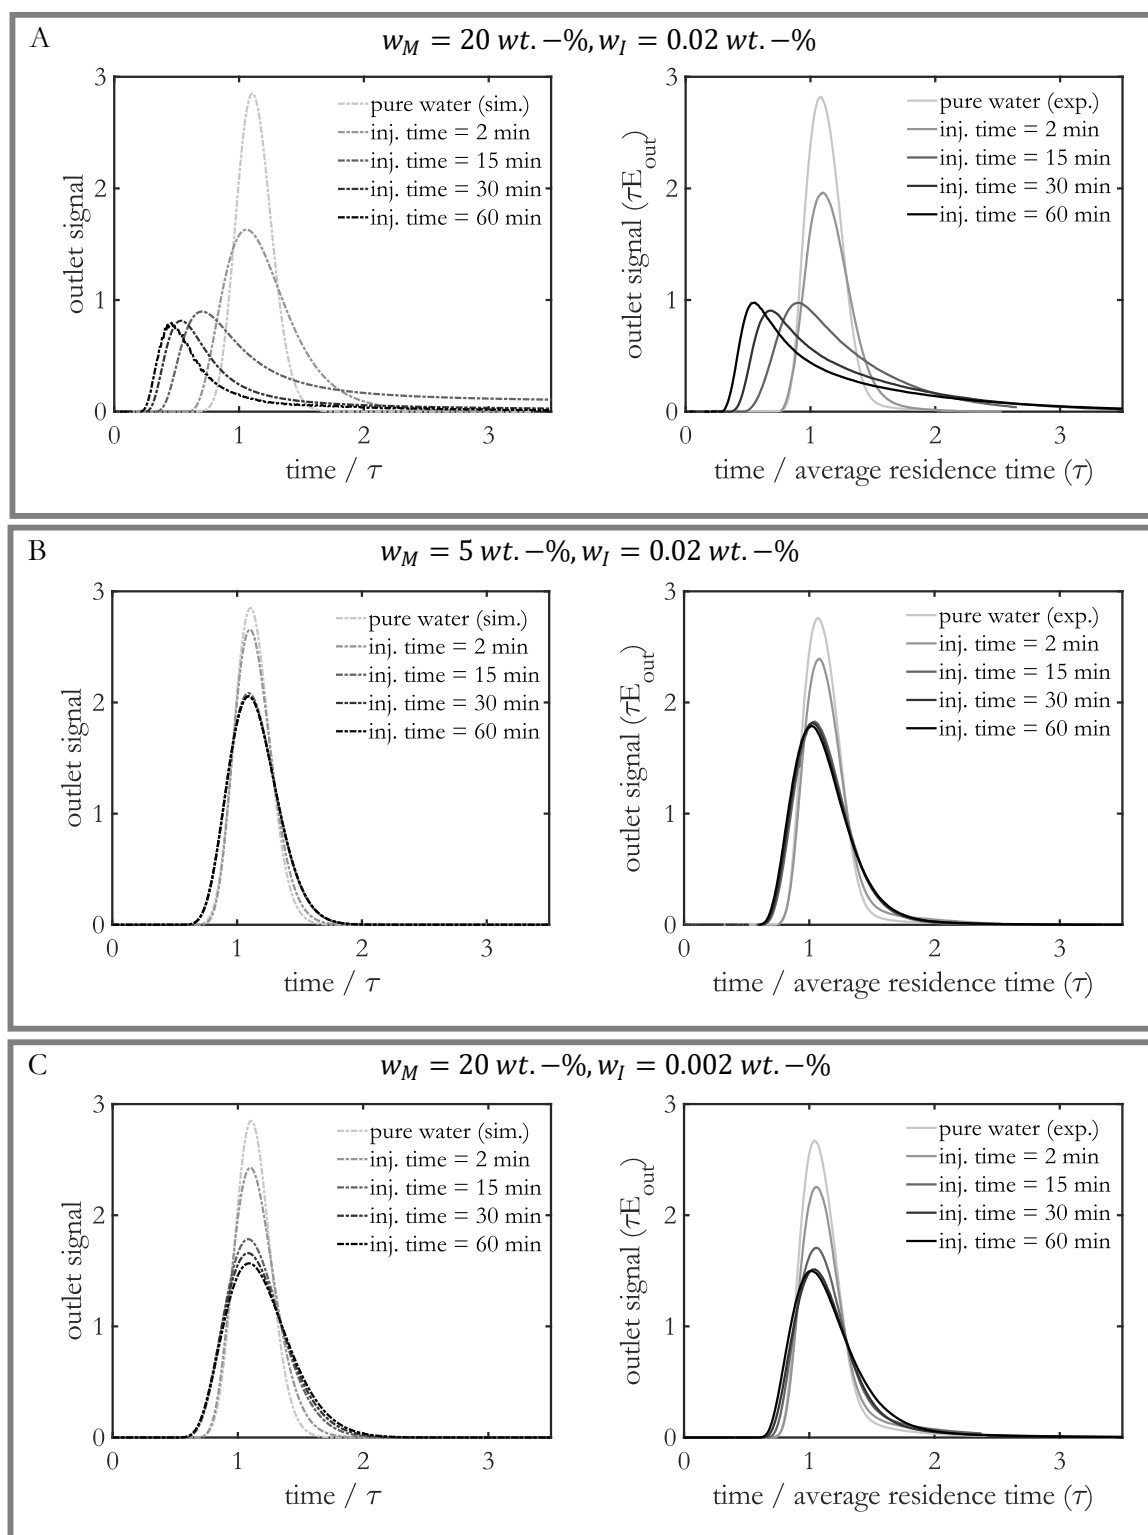 A
w_M = 20 wt.−%, w_I = 0.02 wt.−%
outlet signal
3
2
1
0
pure water (sim.)
inj. time = 2 min
inj. time = 15 min
inj. time = 30 min
inj. time = 60 min
0 1 2 3
time / τ
outlet signal (τE_out)
3
2
1
0
pure water (exp.)
inj. time = 2 min
inj. time = 15 min
inj. time = 30 min
inj. time = 60 min
0 1 2 3
time / average residence time (τ)
B
w_M = 5 wt.−%, w_I = 0.02 wt.−%
outlet signal
3
2
1
0
pure water (sim.)
inj. time = 2 min
inj. time = 15 min
inj. time = 30 min
inj. time = 60 min
0 1 2 3
time / τ
outlet signal (τE_out)
3
2
1
0
pure water (exp.)
inj. time = 2 min
inj. time = 15 min
inj. time = 30 min
inj. time = 60 min
0 1 2 3
time / average residence time (τ)
C
w_M = 20 wt.−%, w_I = 0.002 wt.−%
outlet signal
3
2
1
0
pure water (sim.)
inj. time = 2 min
inj. time = 15 min
inj. time = 30 min
inj. time = 60 min
0 1 2 3
time / τ
outlet signal (τE_out)
3
2
1
0
pure water (exp.)
inj. time = 2 min
inj. time = 15 min
inj. time = 30 min
inj. time = 60 min
0 1 2 3
time / average residence time (τ)